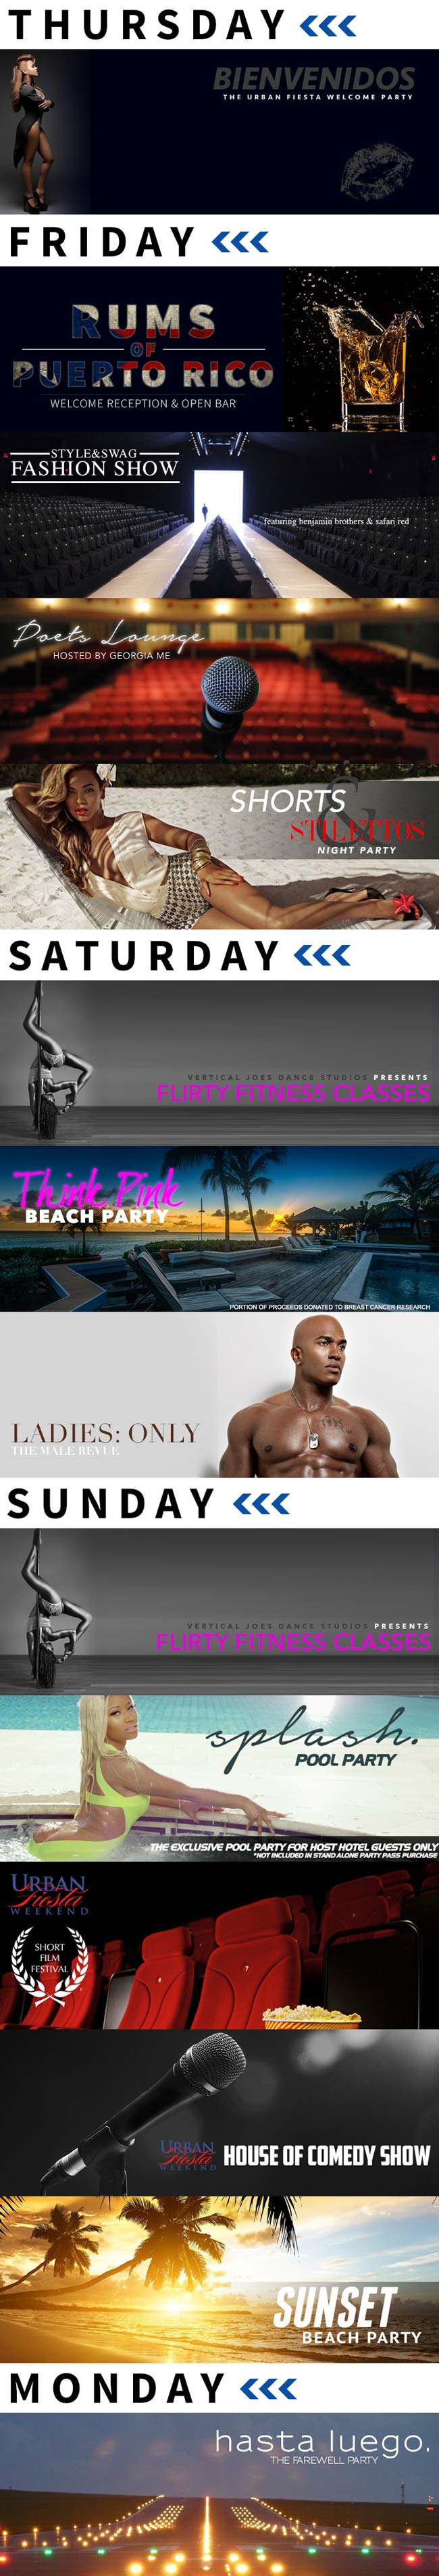 THURSDAY
BIENVENIDOS
THE URBAN FIESTA WELCOME PARTY
FRIDAY
RUMS
OF
PUERTO RICO
WELCOME RECEPTION & OPEN BAR
STYLE&SWAG
FASHION SHOW
featuring benjamin brothers & safari red
Poets Lounge
HOSTED BY GEORGIA ME
SHORTS
&
STILETTOS
NIGHT PARTY
SATURDAY
VERTICAL JOES DANCE STUDIOS PRESENTS
FLIRTY FITNESS CLASSES
Think Pink
BEACH PARTY
PORTION OF PROCEEDS DONATED TO BREAST CANCER RESEARCH
LADIES: ONLY
THE MALE REVUE
SUNDAY
VERTICAL JOES DANCE STUDIOS PRESENTS
FLIRTY FITNESS CLASSES
splash.
POOL PARTY
THE EXCLUSIVE POOL PARTY FOR HOST HOTEL GUESTS ONLY
*NOT INCLUDED IN STAND ALONE PARTY PASS PURCHASE
URBAN
fiesta
WEEKEND
SHORT
FILM
FESTIVAL
URBAN
fiesta
WEEKEND
HOUSE OF COMEDY SHOW
SUNSET
BEACH PARTY
MONDAY
hasta luego.
THE FAREWELL PARTY